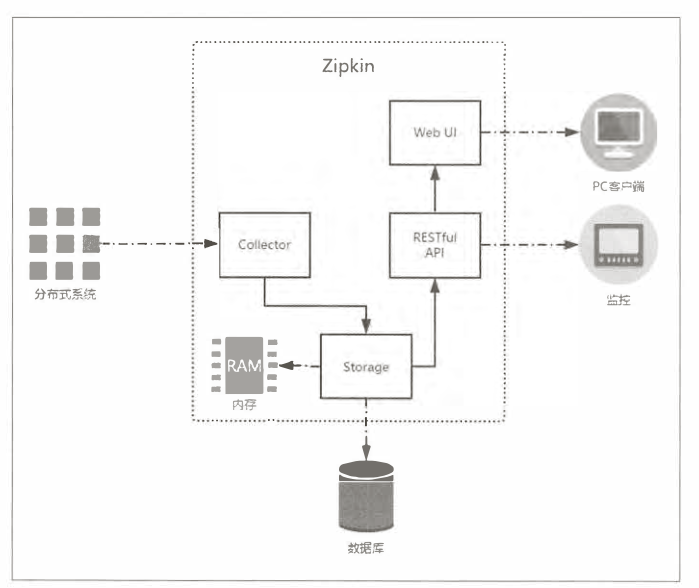 Zipkin
Web UI
PC客户端
Collector
RESTful
API
分布式系统
监控
RAM
Storage
内存
数据库